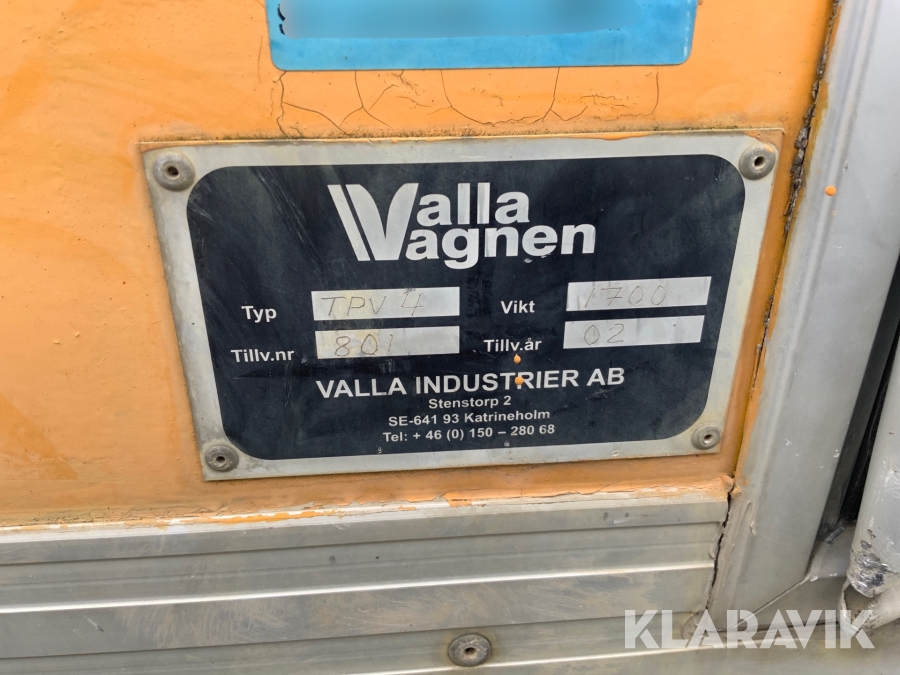 Valla
Vagnen
Typ TPV 4 Vikt 1700
Tillv.nr 801 Tillv.år 02
VALLA INDUSTRIER AB
Stenstorp 2
SE-641 93 Katrineholm
Tel: + 46 (0) 150 – 280 68
KLARAVIK